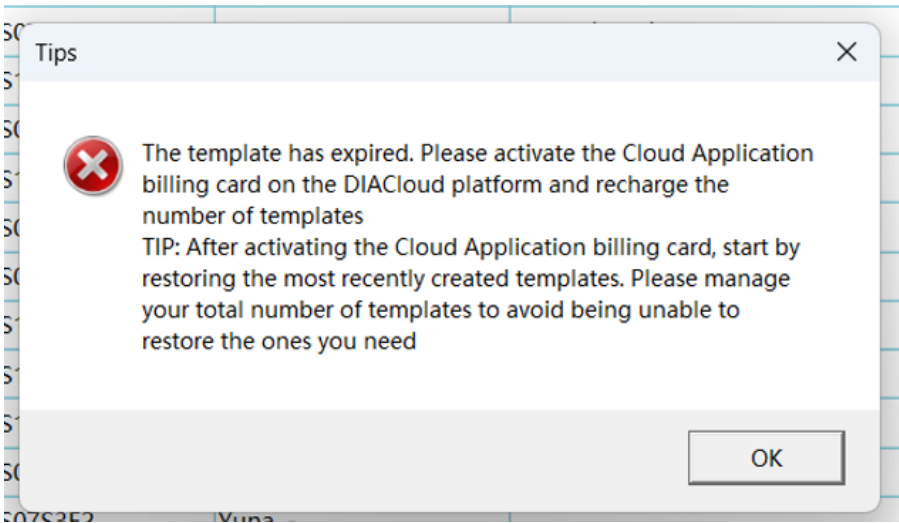 Tips
The template has expired. Please activate the Cloud Application
billing card on the DIACloud platform and recharge the
number of templates
TIP: After activating the Cloud Application billing card, start by
restoring the most recently created templates. Please manage
your total number of templates to avoid being unable to
restore the ones you need
OK